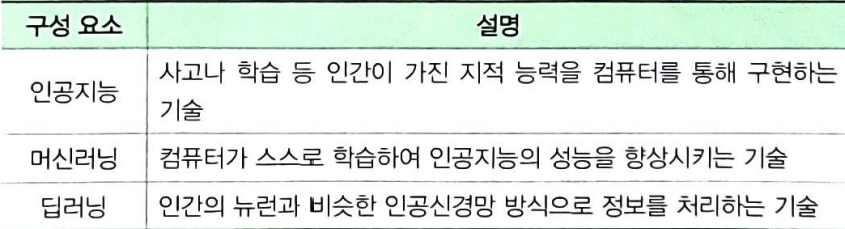 구성 요소 설명
인공지능 사고나 학습 등 인간이 가진 지적 능력을 컴퓨터를 통해 구현하는
기술
머신러닝 컴퓨터가 스스로 학습하여 인공지능의 성능을 향상시키는 기술
딥러닝 인간의 뉴런과 비슷한 인공신경망 방식으로 정보를 처리하는 기술